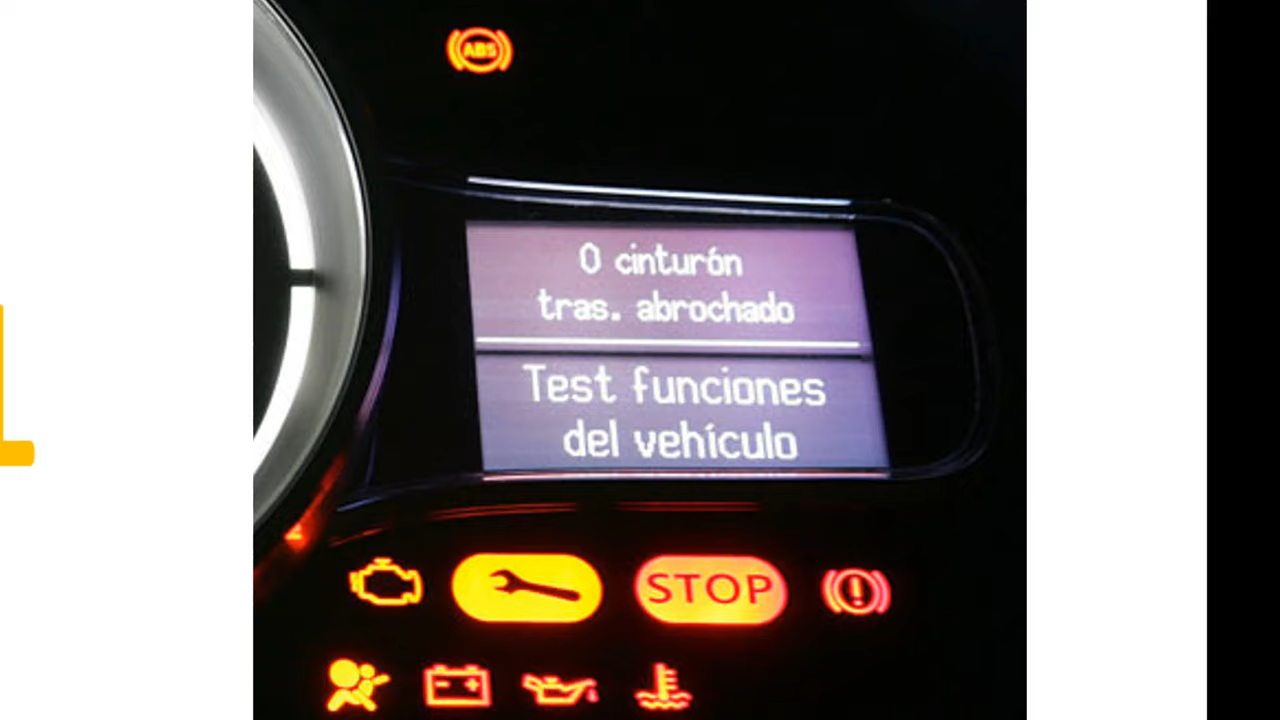 ABS
0 cinturón
tras. abrochado
Test funciones
del vehículo
STOP